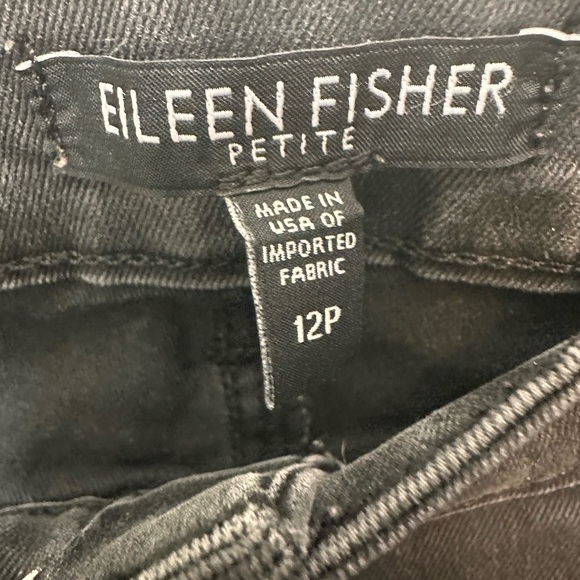 EILEEN FISHER
PETITE
MADE IN
USA OF
IMPORTED
FABRIC
12P